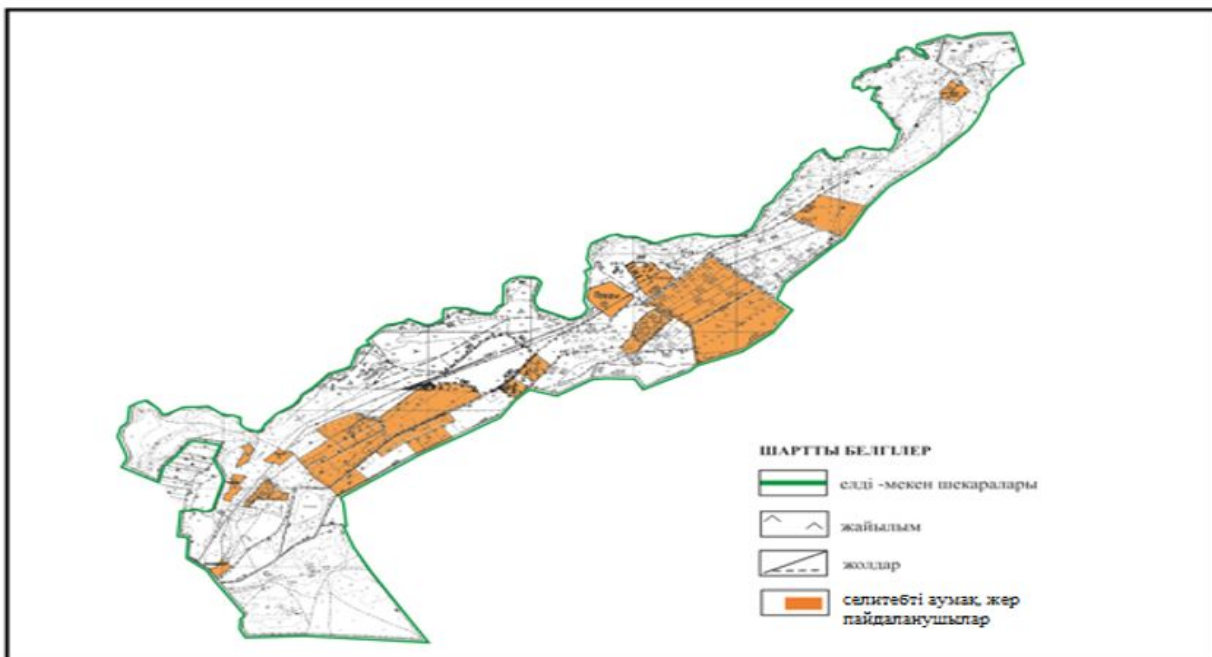 ШАРТТЫ БЕЛГІЛЕР
елді -мекен шекаралары
жайылым
жолдар
селитебті аумақ, жер
пайдаланушылар